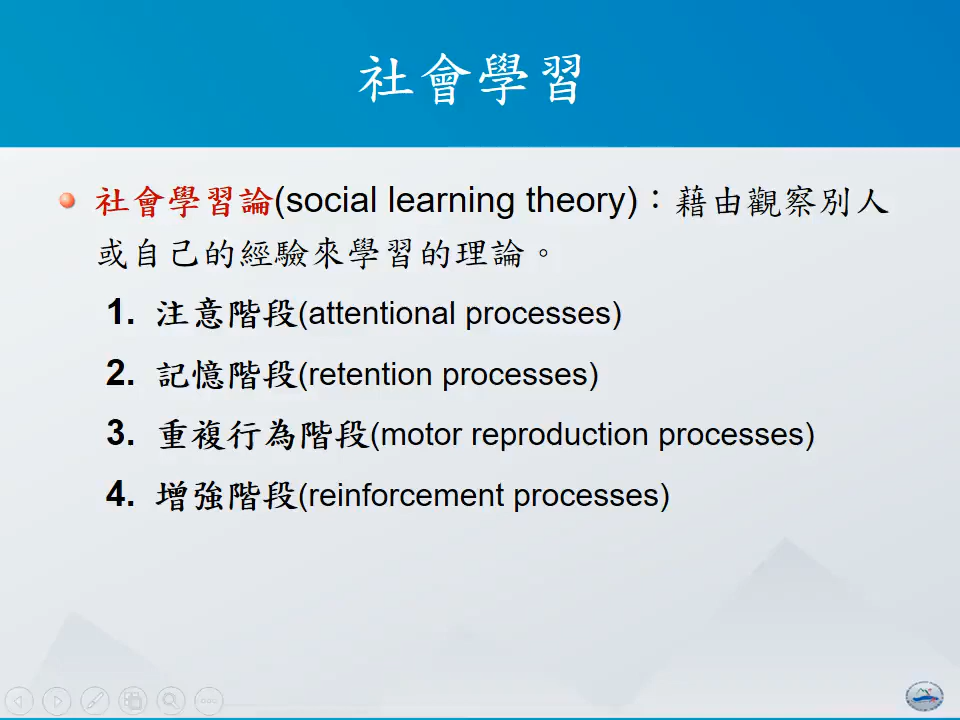 社會學習
社會學習論(social learning theory)：藉由觀察別人
或自己的經驗來學習的理論。
1. 注意階段(attentional processes)
2. 記憶階段(retention processes)
3. 重複行為階段(motor reproduction processes)
4. 增強階段(reinforcement processes)